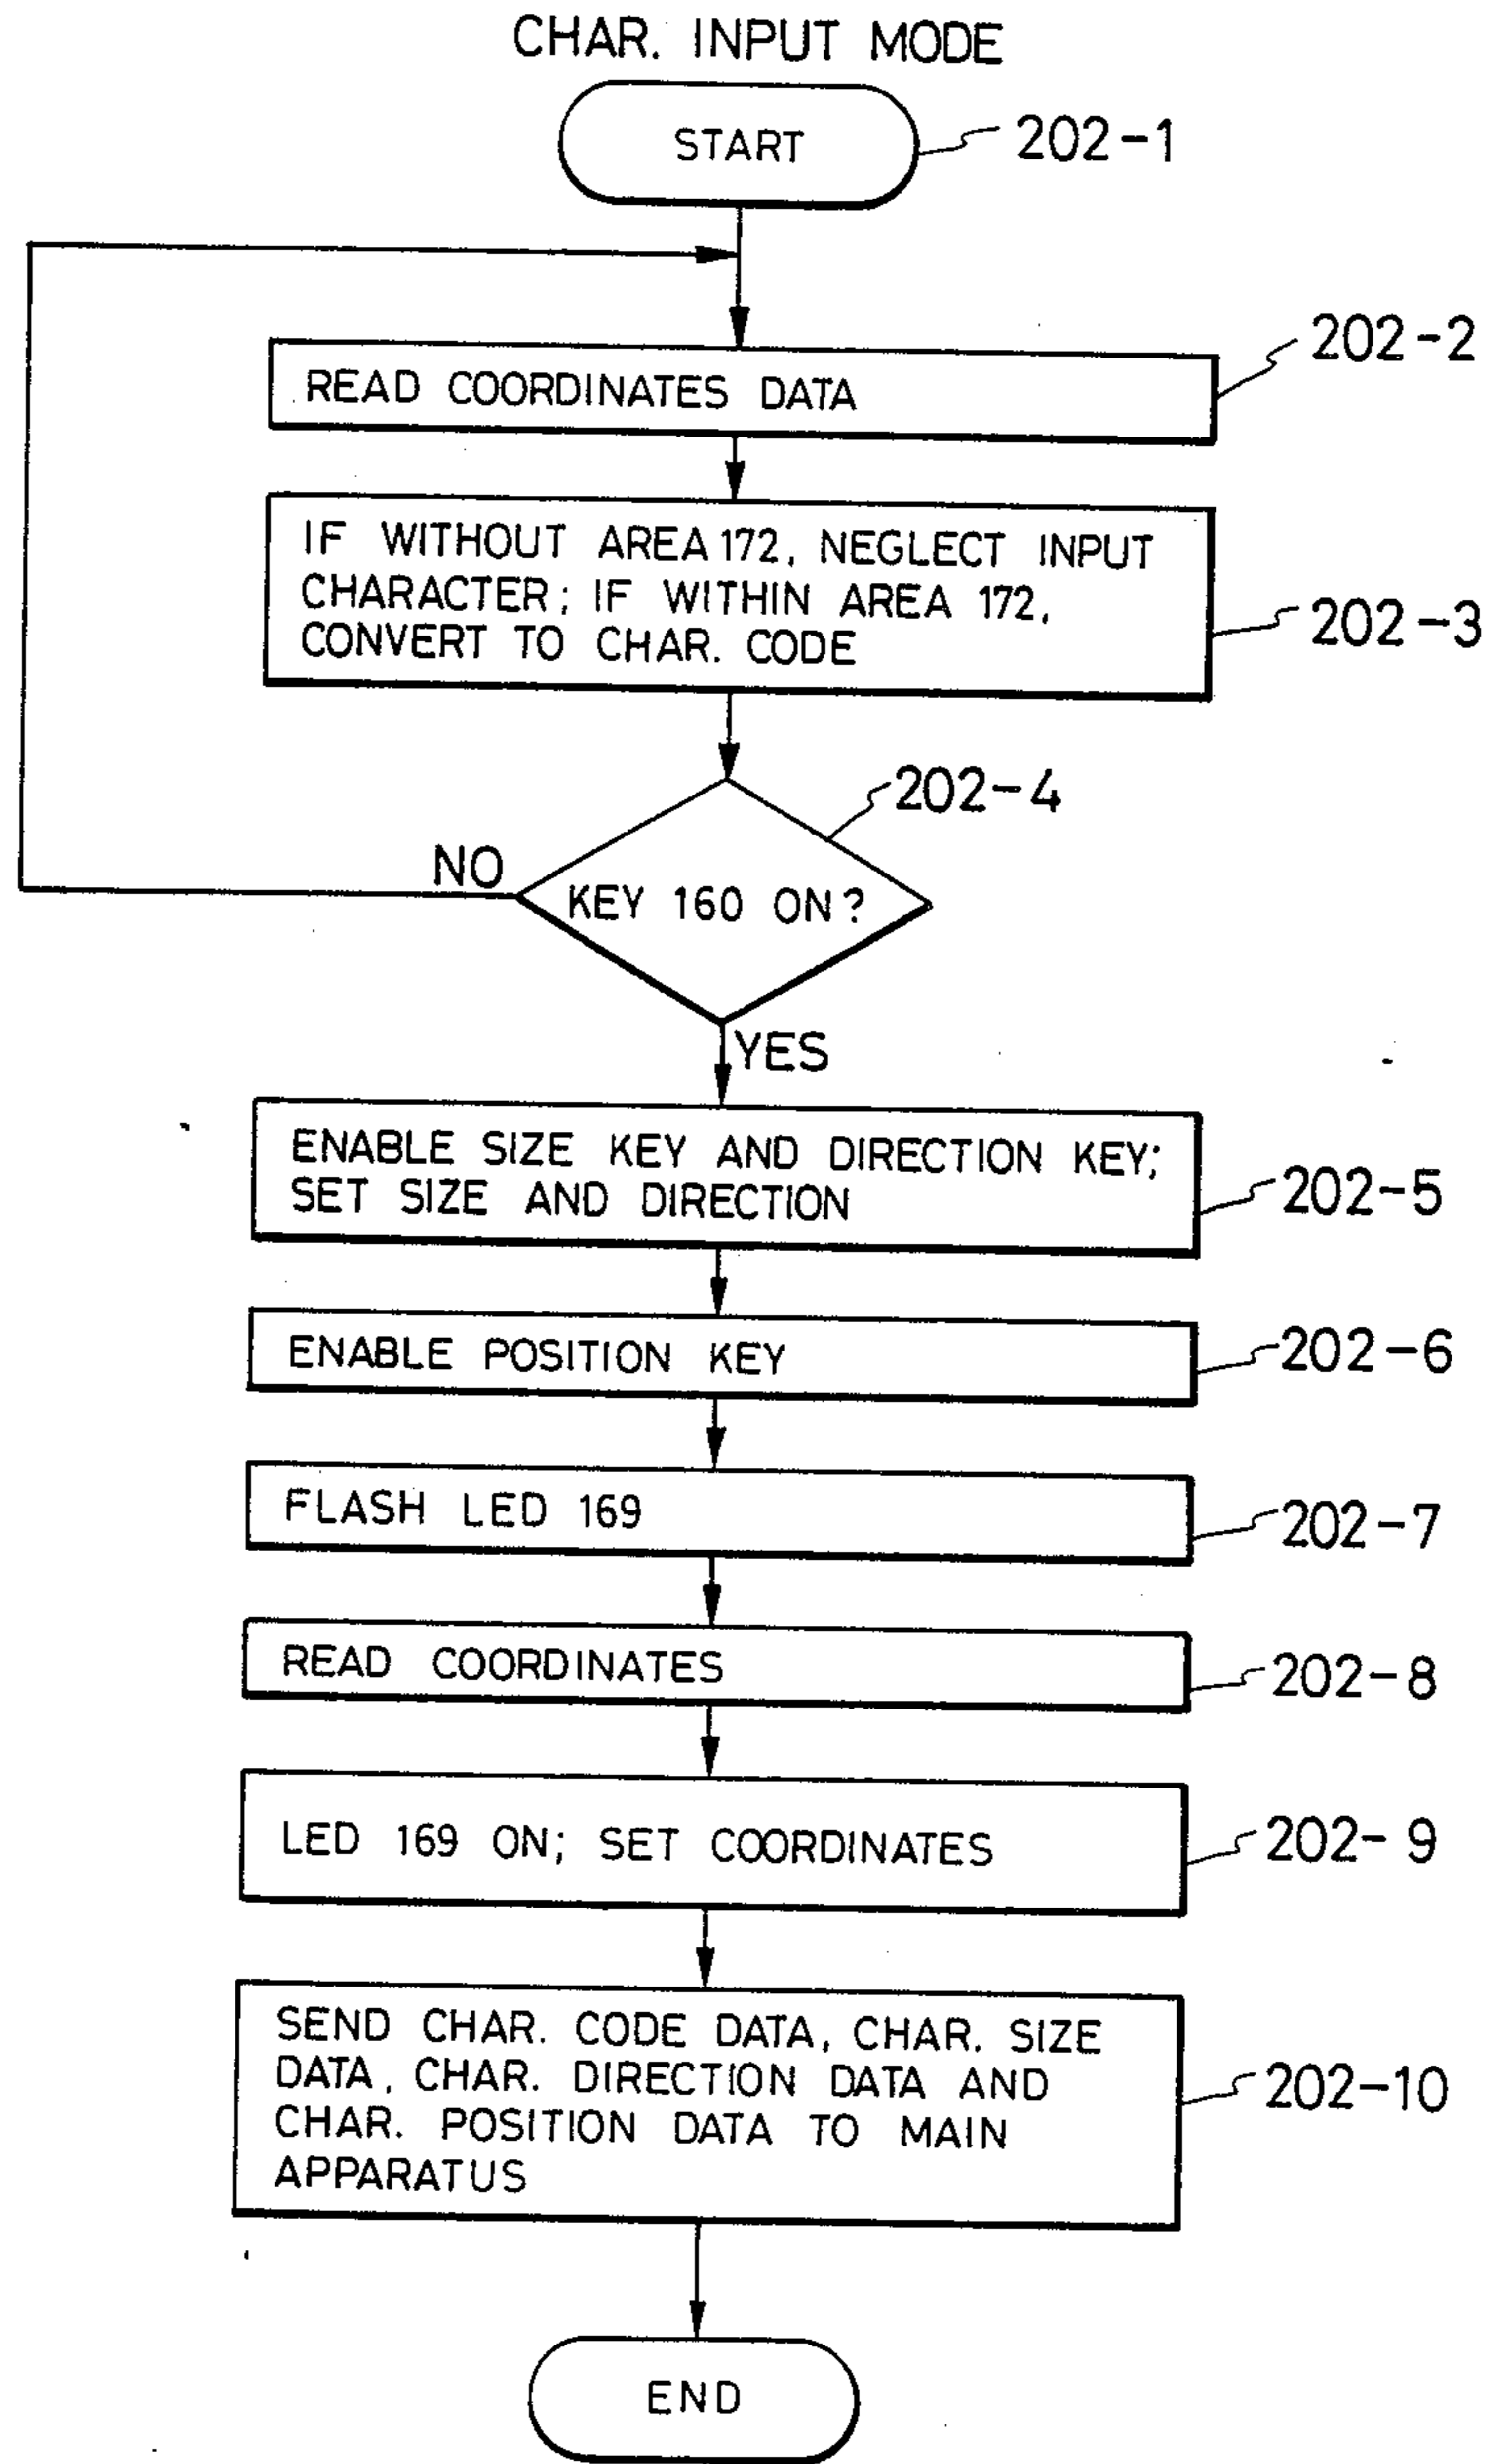 CHAR. INPUT MODE
START
202-1
READ COORDINATES DATA
202-2
IF WITHOUT AREA 172, NEGLECT INPUT
CHARACTER; IF WITHIN AREA 172,
CONVERT TO CHAR. CODE
202-3
202-4
NO
KEY 160 ON?
YES
ENABLE SIZE KEY AND DIRECTION KEY;
SET SIZE AND DIRECTION
202-5
ENABLE POSITION KEY
202-6
FLASH LED 169
202-7
READ COORDINATES
202-8
LED 169 ON; SET COORDINATES
202-9
SEND CHAR. CODE DATA, CHAR. SIZE
DATA, CHAR. DIRECTION DATA AND
CHAR. POSITION DATA TO MAIN
APPARATUS
202-10
END